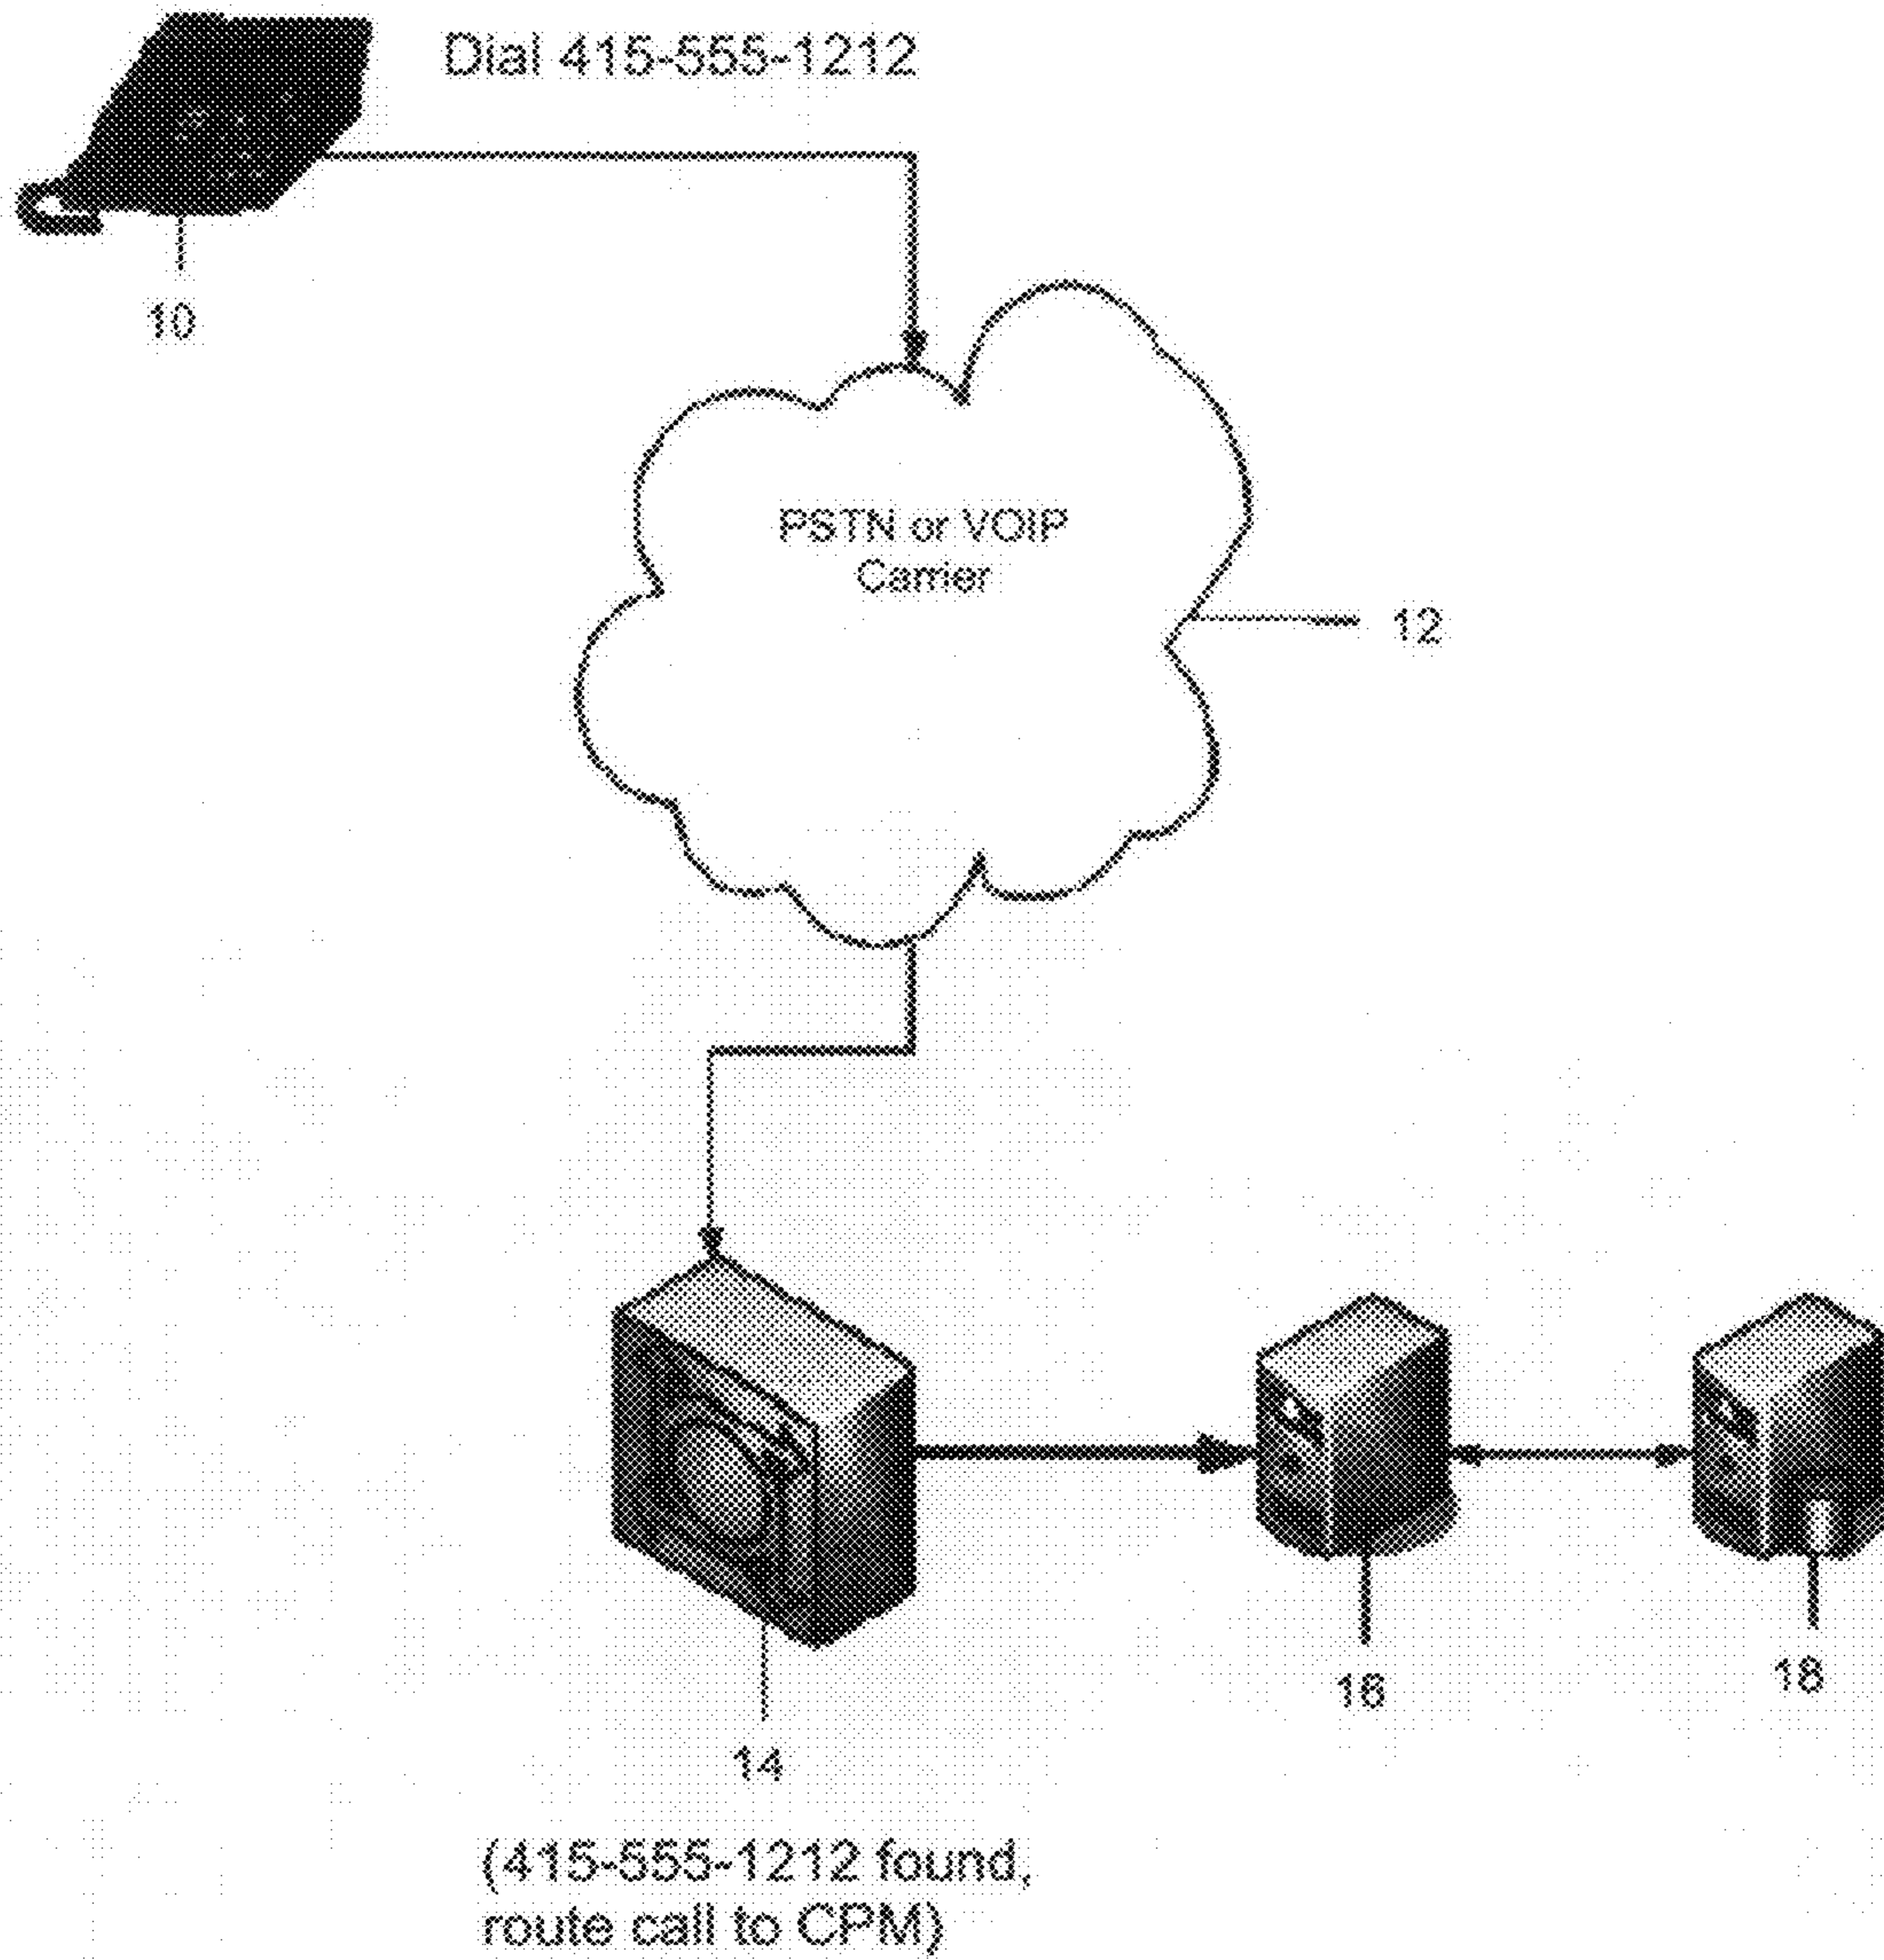 Dial 415-555-1212
10
PSTN or VOIP
Carrier
12
16
18
14
(415-555-1212 found,
route call to CPM)